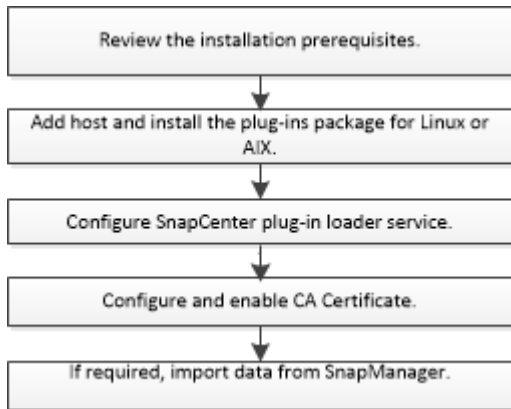 Review the installation prerequisites.
Add host and install the plug-ins package for Linux or
AIX.
Configure SnapCenter plug-in loader service.
Configure and enable CA Certificate.
If required, import data from SnapManager.